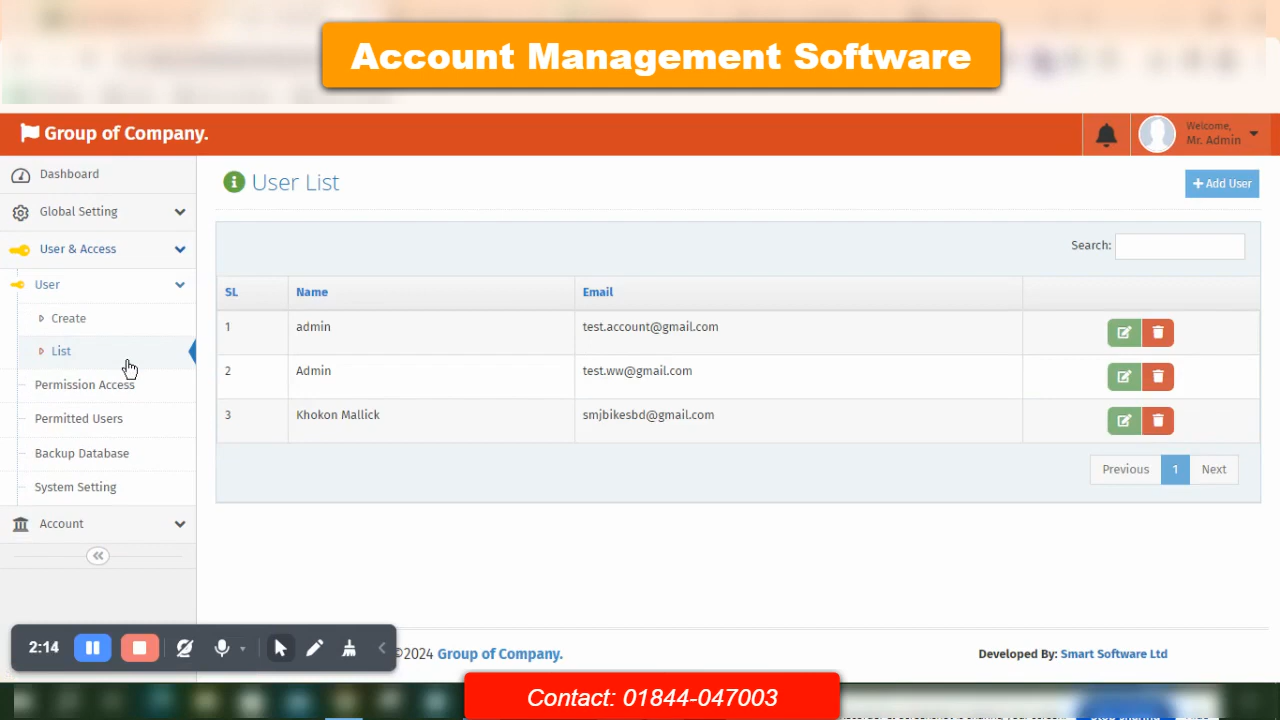 Account Management Software
Group of Company.
Welcome,
Mr. Admin
Dashboard
Global Setting
User & Access
User
Create
List
Permission Access
Permitted Users
Backup Database
System Setting
Account
User List
Add User
Search:
SL Name Email
1 admin test.account@gmail.com
2 Admin test.ww@gmail.com
3 Khokon Mallick smjbikesbd@gmail.com
Previous 1 Next
2:14
©2024 Group of Company.
Developed By: Smart Software Ltd
Contact: 01844-047003